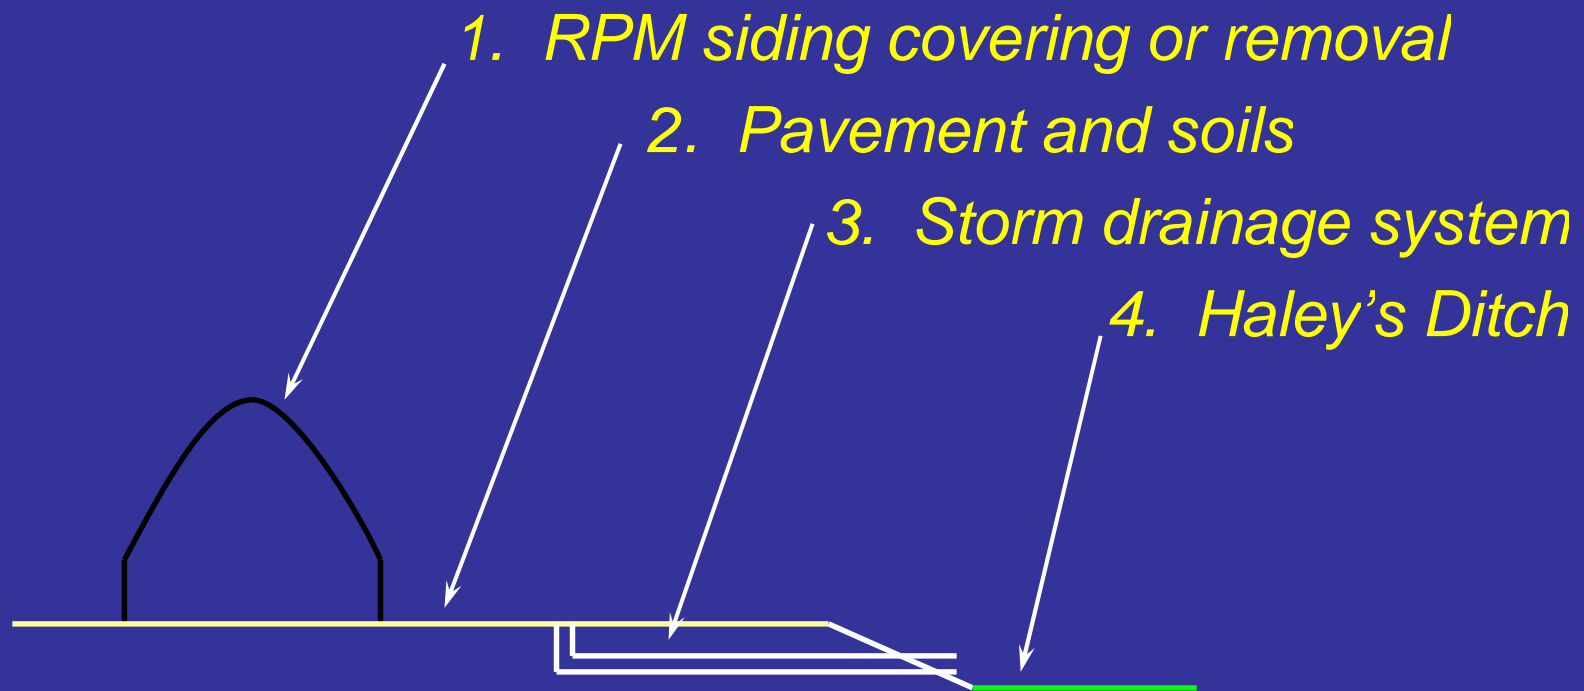 1. RPM siding covering or removal
2. Pavement and soils
3. Storm drainage system
4. Haley’s Ditch